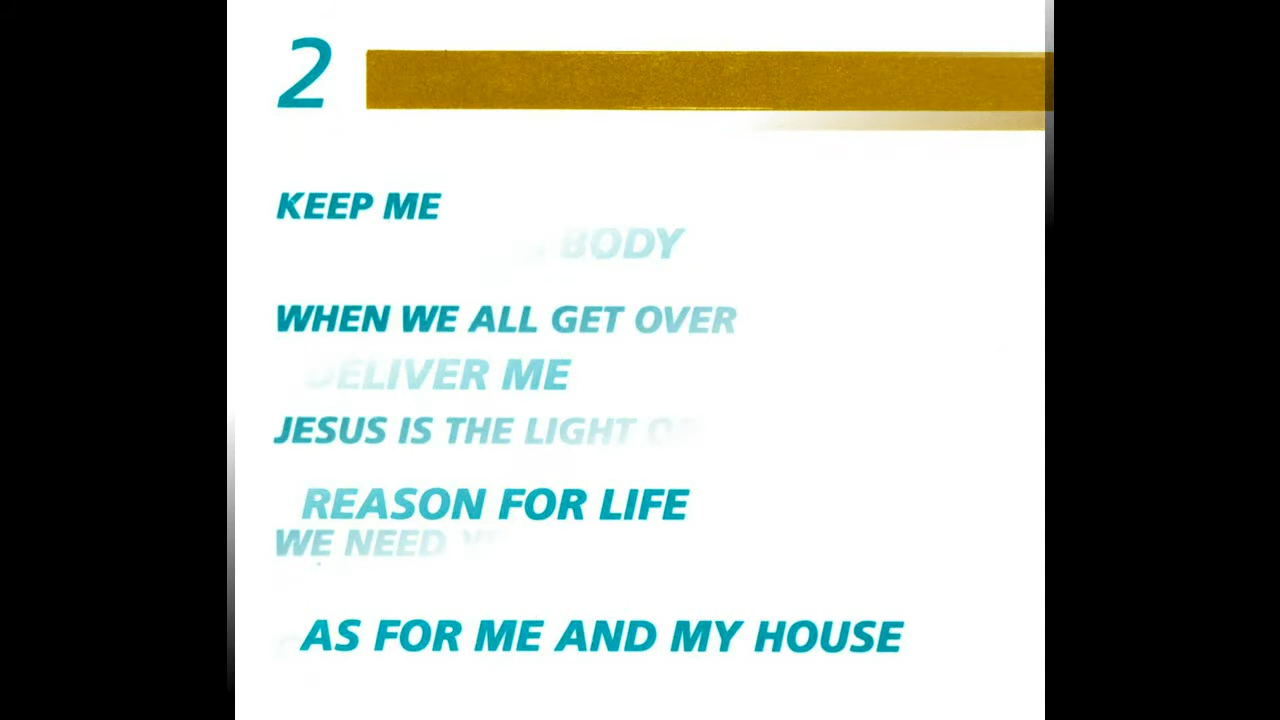 2
KEEP ME
BODY
WHEN WE ALL GET OVER
DELIVER ME
JESUS IS THE LIGHT
REASON FOR LIFE
WE NEED
AS FOR ME AND MY HOUSE